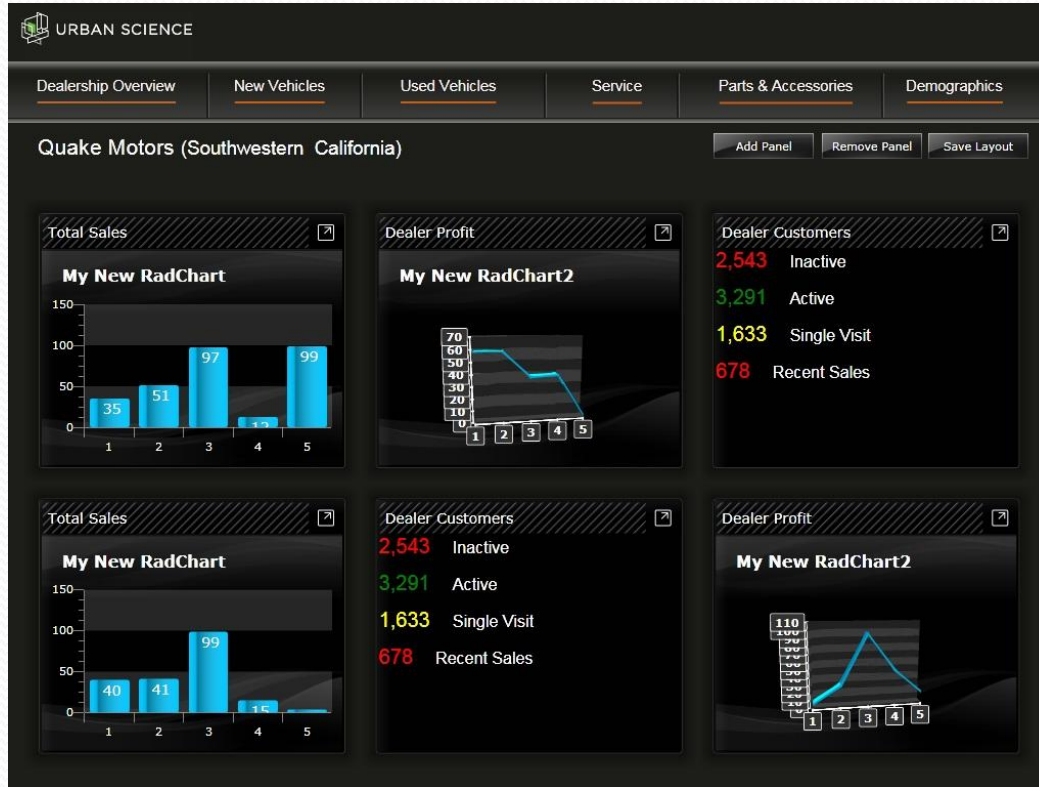 URBAN SCIENCE
Dealership Overview New Vehicles Used Vehicles Service Parts & Accessories Demographics
Quake Motors (Southwestern California)
Add Panel Remove Panel Save Layout
Total Sales
My New RadChart
150
100
50
0
35 51 97 12 99
1 2 3 4 5
Dealer Profit
My New RadChart2
70
60
50
40
30
20
10
0
1 2 3 4 5
Dealer Customers
2,543 Inactive
3,291 Active
1,633 Single Visit
678 Recent Sales
Total Sales
My New RadChart
150
100
50
0
40 41 99 15
1 2 3 4 5
Dealer Customers
2,543 Inactive
3,291 Active
1,633 Single Visit
678 Recent Sales
Dealer Profit
My New RadChart2
110
100
90
1 2 3 4 5